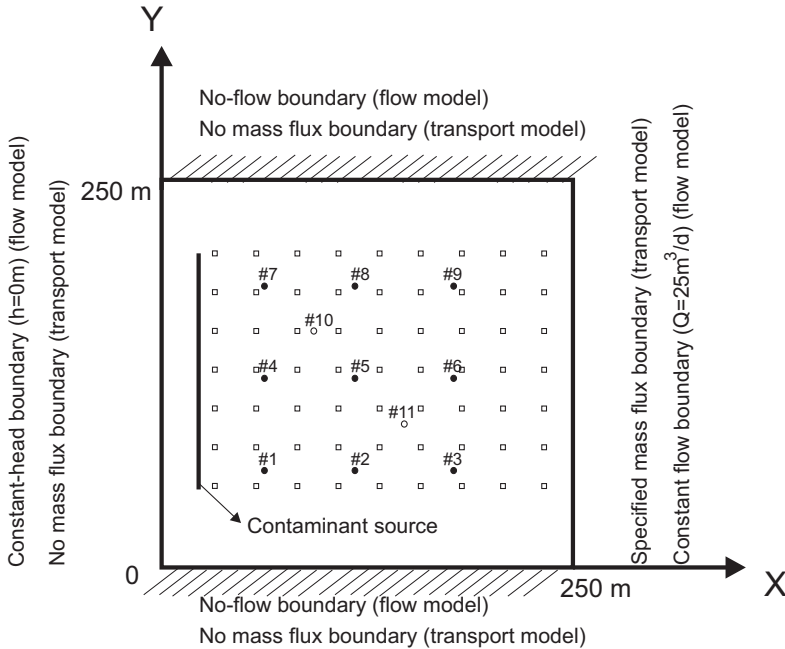 Y
No-flow boundary (flow model)
No mass flux boundary (transport model)
250 m
Constant-head boundary (h=0m) (flow model)
No mass flux boundary (transport model)
#7 #8 #9
#10
#4 #5 #6
#11
#1 #2 #3
Contaminant source
Specified mass flux boundary (transport model)
Constant flow boundary (Q=25m³/d) (flow model)
0
250 m
X
No-flow boundary (flow model)
No mass flux boundary (transport model)